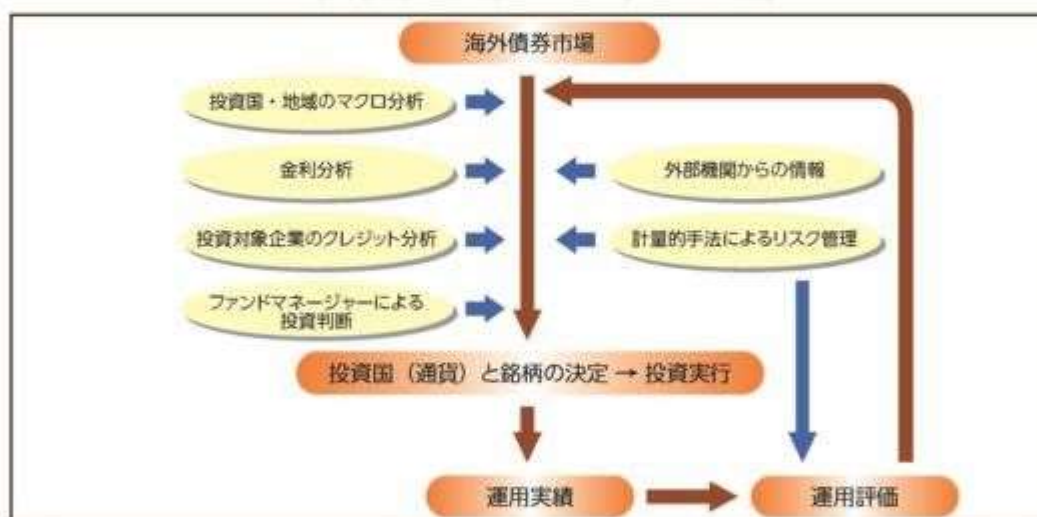 海外債券市場
投資国・地域のマクロ分析
金利分析
外部機関からの情報
投資対象企業のクレジット分析
計量的手法によるリスク管理
ファンドマネージャーによる
投資判断
投資国（通貨）と銘柄の決定 → 投資実行
運用実績
運用評価